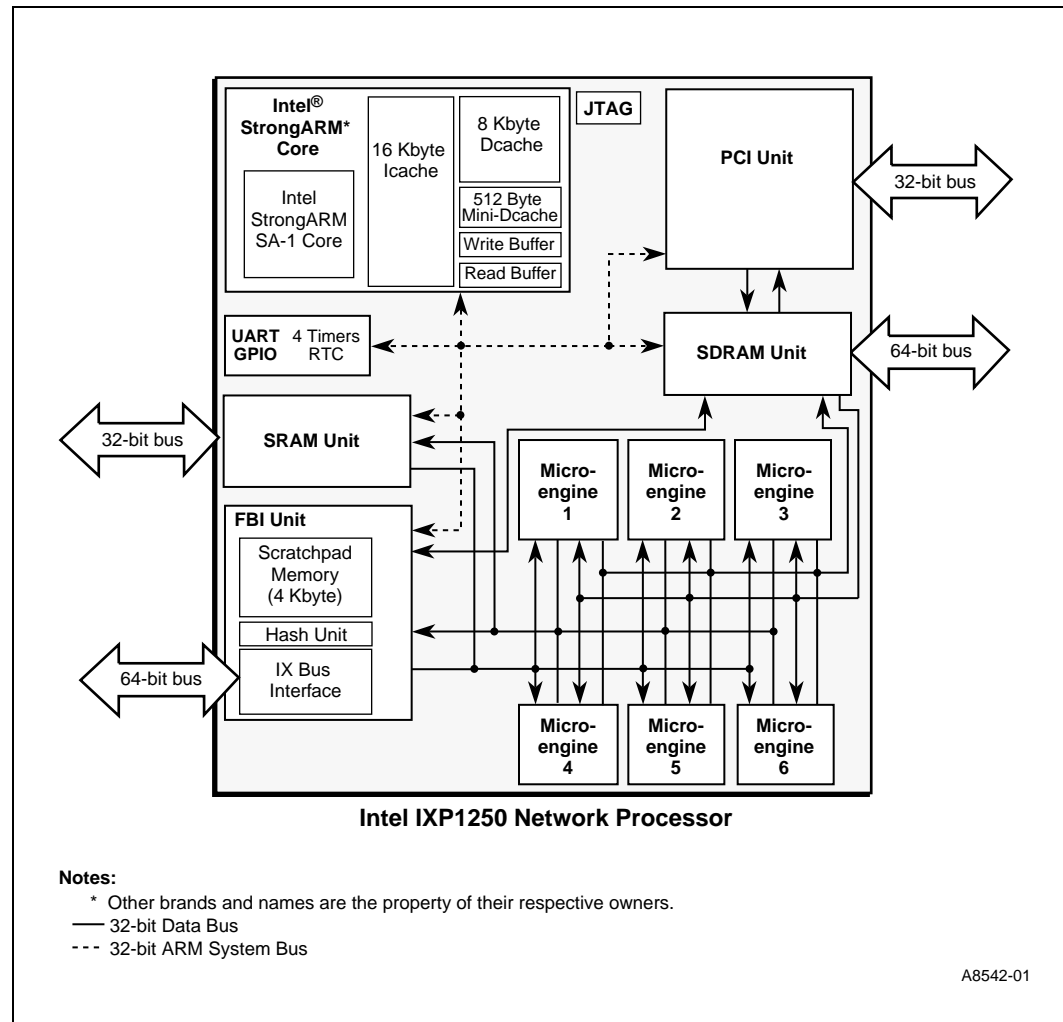 Intel®
StrongARM*
Core
Intel
StrongARM
SA-1 Core
16 Kbyte
Icache
8 Kbyte
Dcache
512 Byte
Mini-Dcache
Write Buffer
Read Buffer
JTAG
PCI Unit
32-bit bus
UART
GPIO
4 Timers
RTC
SDRAM Unit
64-bit bus
32-bit bus
SRAM Unit
Micro-
engine
1
Micro-
engine
2
Micro-
engine
3
FBI Unit
Scratchpad
Memory
(4 Kbyte)
Hash Unit
IX Bus
Interface
64-bit bus
Micro-
engine
4
Micro-
engine
5
Micro-
engine
6
Intel IXP1250 Network Processor
Notes:
* Other brands and names are the property of their respective owners.
32-bit Data Bus
32-bit ARM System Bus
A8542-01